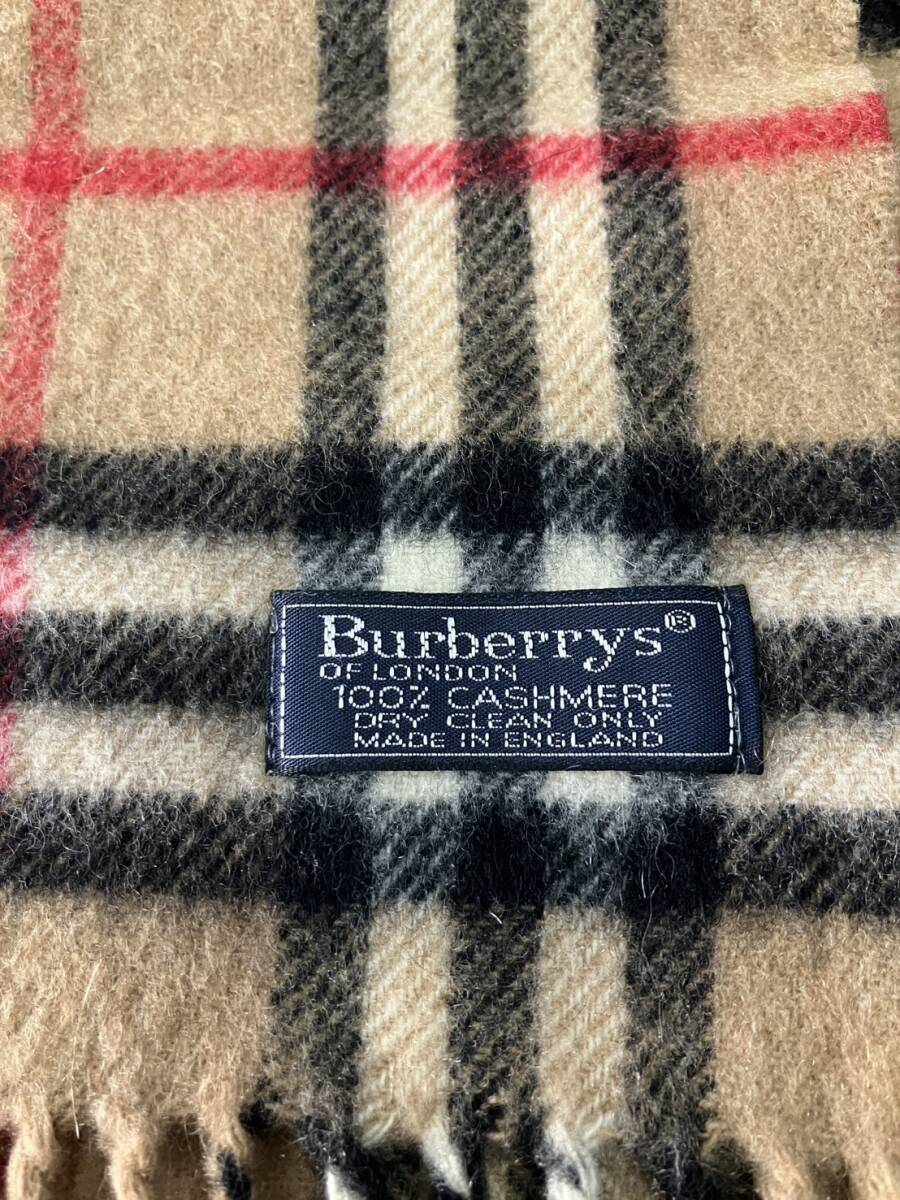 Burberrys®
OF LONDON
100% CASHMERE
DRY CLEAN ONLY
MADE IN ENGLAND